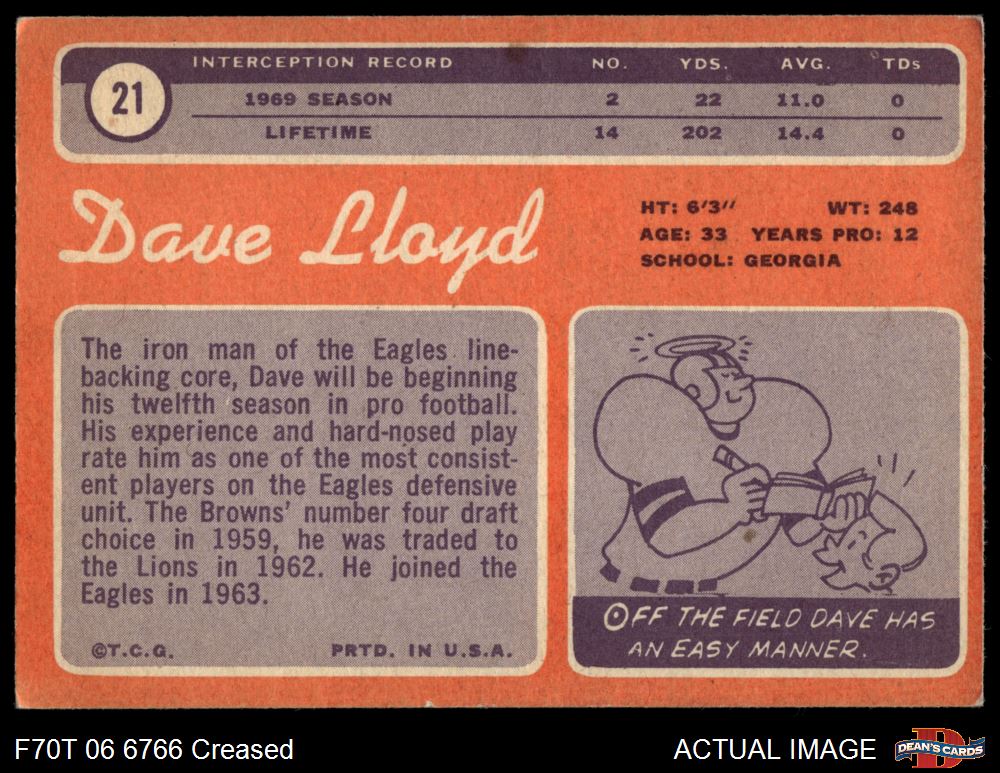 21
INTERCEPTION RECORD NO. YDS. AVG. TDs
1969 SEASON 2 22 11.0 0
LIFETIME 14 202 14.4 0
Dave Lloyd
HT: 6'3" WT: 248
AGE: 33 YEARS PRO: 12
SCHOOL: GEORGIA
The iron man of the Eagles line-
backing core, Dave will be beginning
his twelfth season in pro football.
His experience and hard-nosed play
rate him as one of the most consist-
ent players on the Eagles defensive
unit. The Browns' number four draft
choice in 1959, he was traded to
the Lions in 1962. He joined the
Eagles in 1963.
©T.C.G. PRTD. IN U.S.A.
OFF THE FIELD DAVE HAS
AN EASY MANNER.
F70T 06 6766 Creased
ACTUAL IMAGE
DEAN'S CARDS